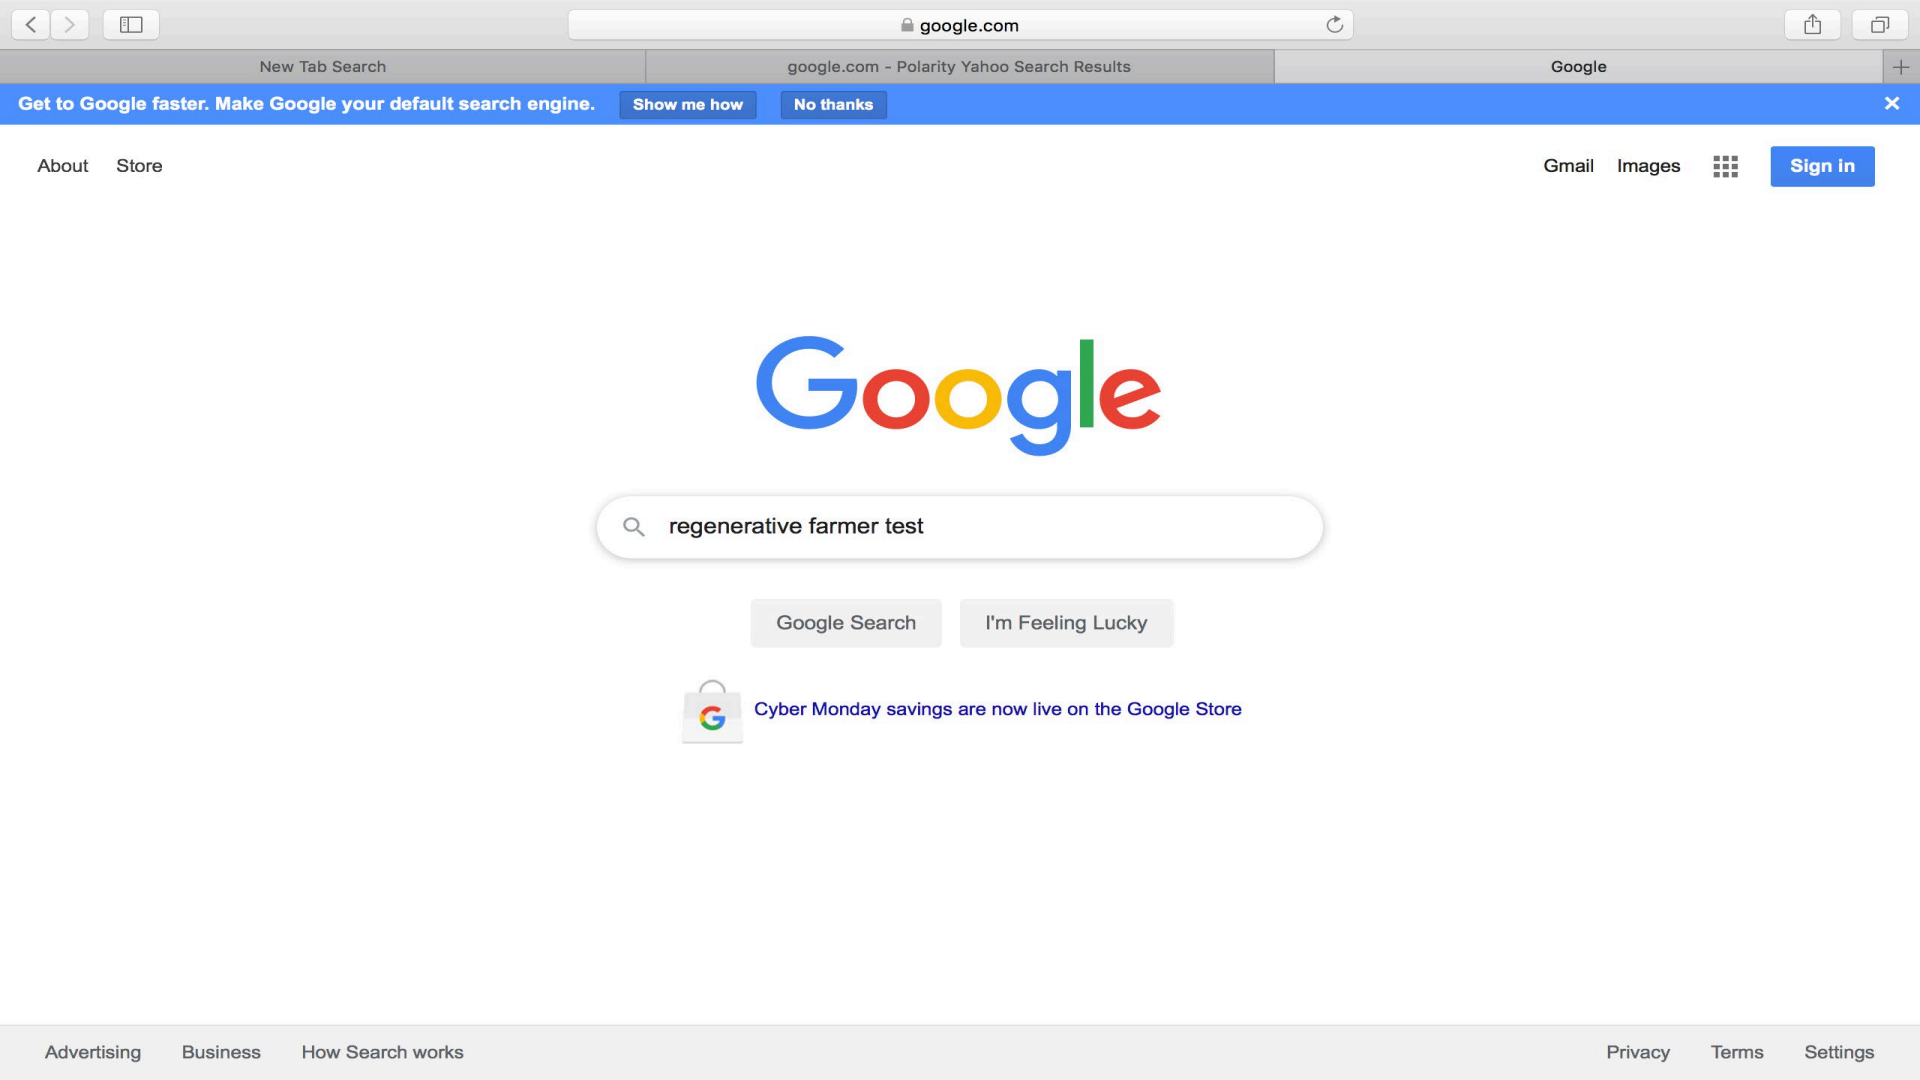 google.com
New Tab Search
google.com - Polarity Yahoo Search Results
Google
Get to Google faster. Make Google your default search engine.
Show me how
No thanks
About
Store
Gmail
Images
Sign in
Google
regenerative farmer test
Google Search
I'm Feeling Lucky
G
Cyber Monday savings are now live on the Google Store
Advertising
Business
How Search works
Privacy
Terms
Settings